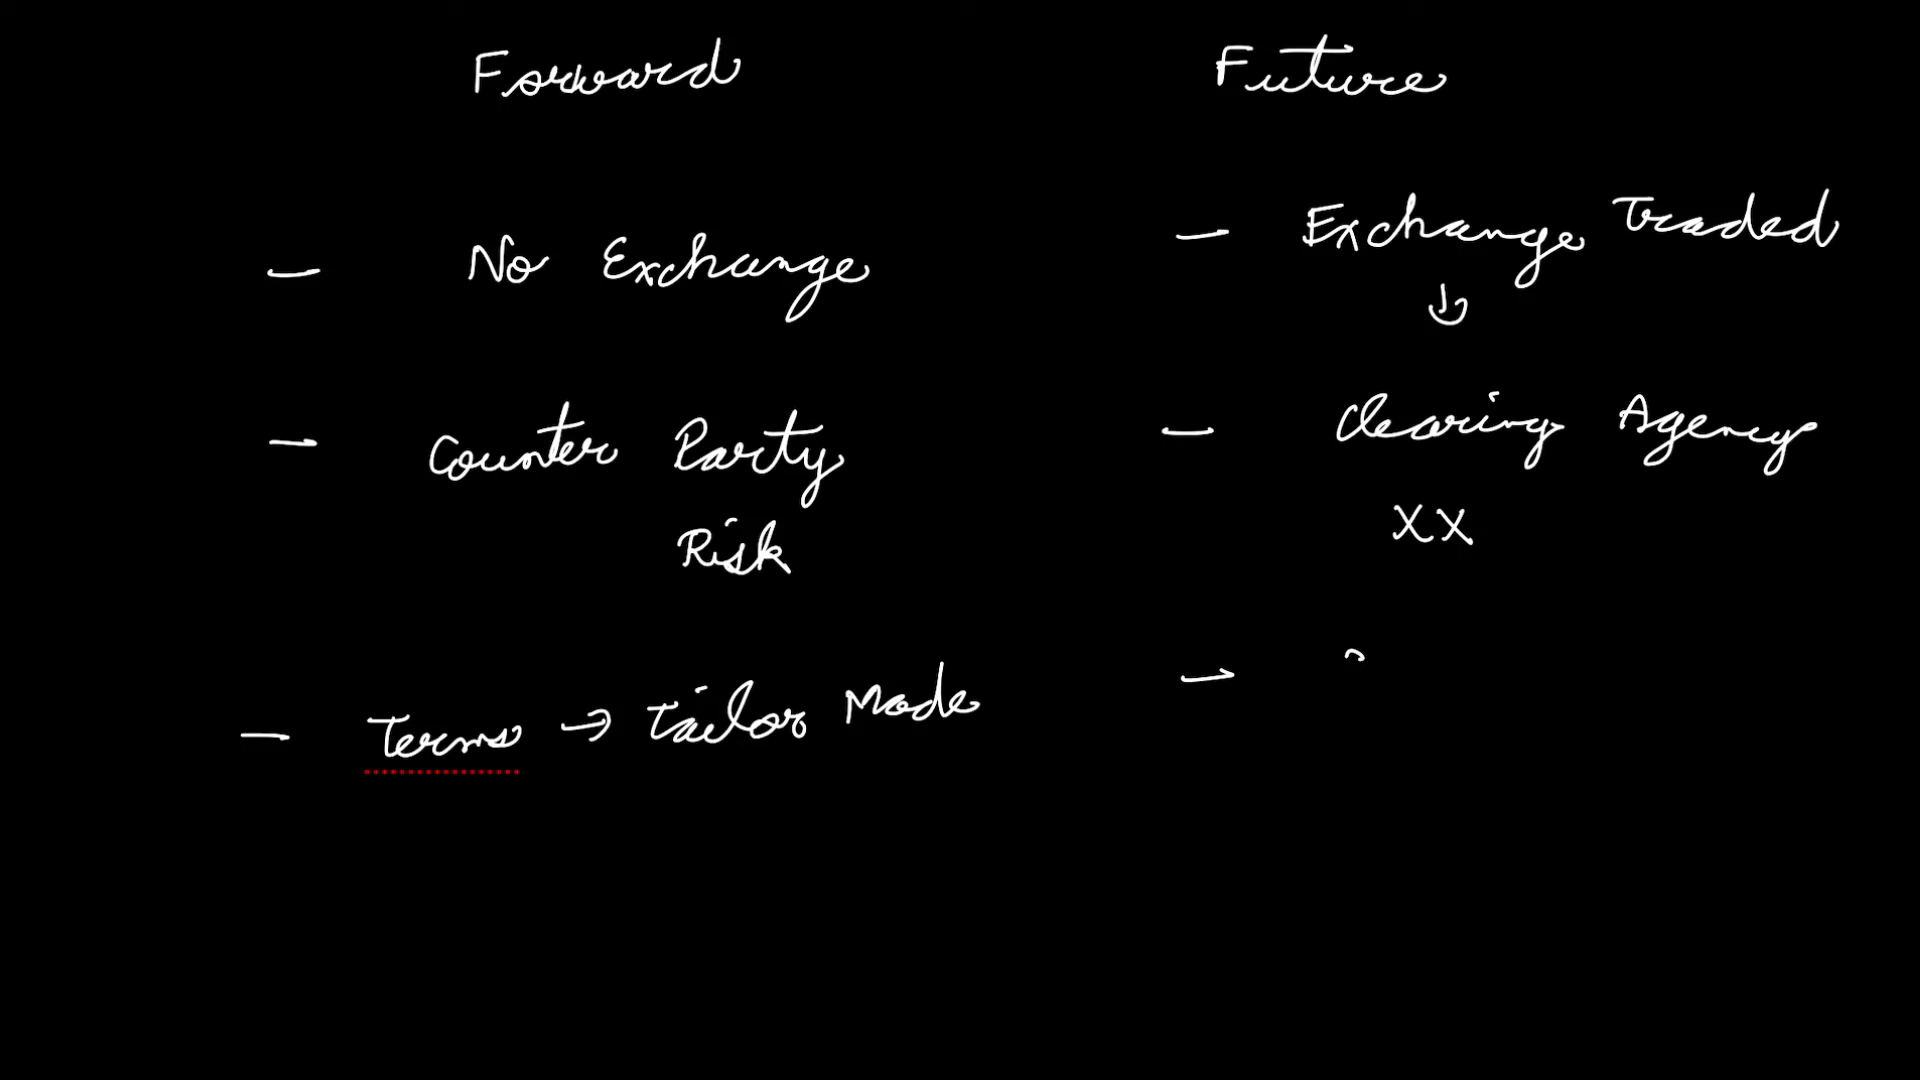 Forward Future
- No Exchange - Exchange Traded
↓
- Counter Party - Clearing Agency
Risk XX
- Terms → Tailor Made -